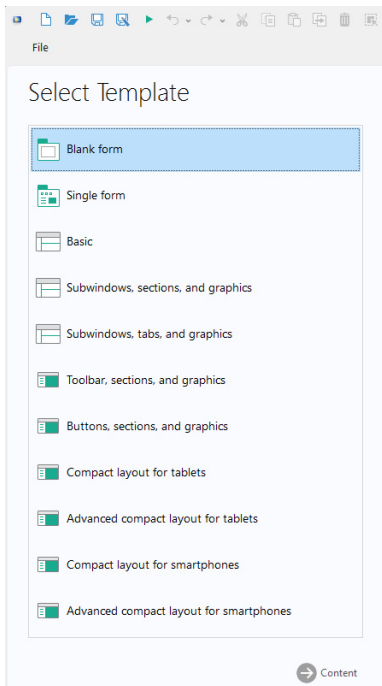 File
Select Template
Blank form
Single form
Basic
Subwindows, sections, and graphics
Subwindows, tabs, and graphics
Toolbar, sections, and graphics
Buttons, sections, and graphics
Compact layout for tablets
Advanced compact layout for tablets
Compact layout for smartphones
Advanced compact layout for smartphones
Content